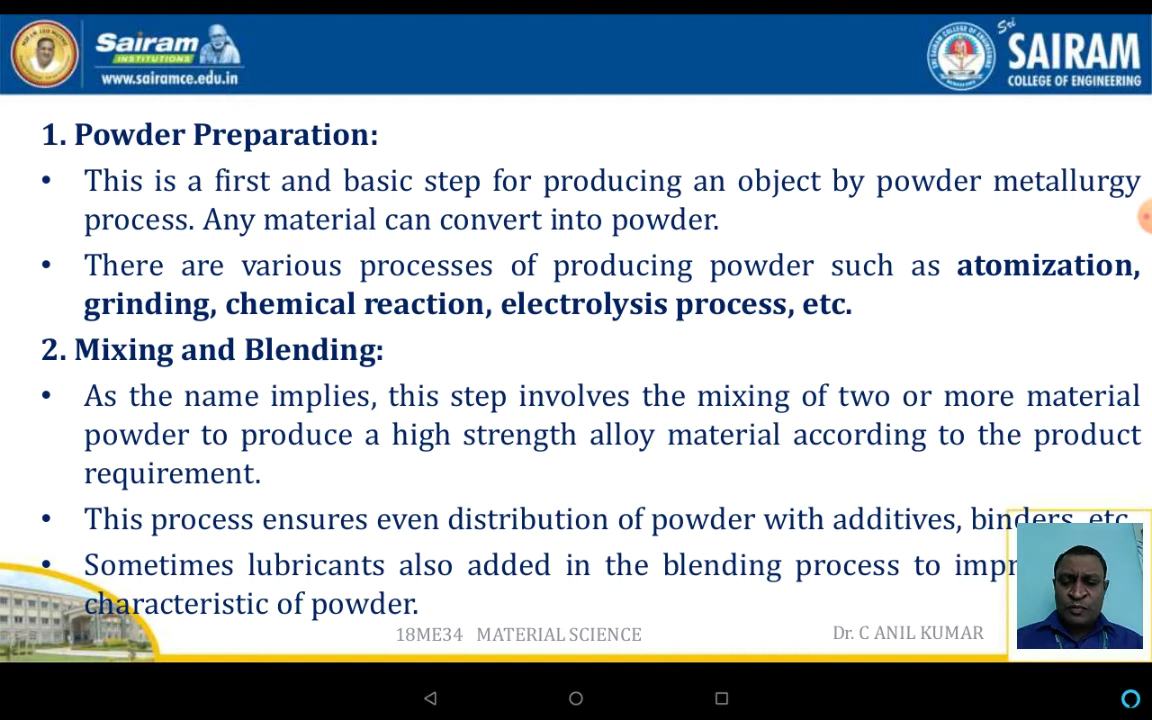 Sairam
INSTITUTIONS
www.sairamce.edu.in
Sri
SAIRAM
COLLEGE OF ENGINEERING
1. Powder Preparation:
• This is a first and basic step for producing an object by powder metallurgy
process. Any material can convert into powder.
• There are various processes of producing powder such as atomization,
grinding, chemical reaction, electrolysis process, etc.
2. Mixing and Blending:
• As the name implies, this step involves the mixing of two or more material
powder to produce a high strength alloy material according to the product
requirement.
• This process ensures even distribution of powder with additives, binders, etc.
• Sometimes lubricants also added in the blending process to
characteristic of powder.
18ME34 MATERIAL SCIENCE
Dr. C ANIL KUMAR